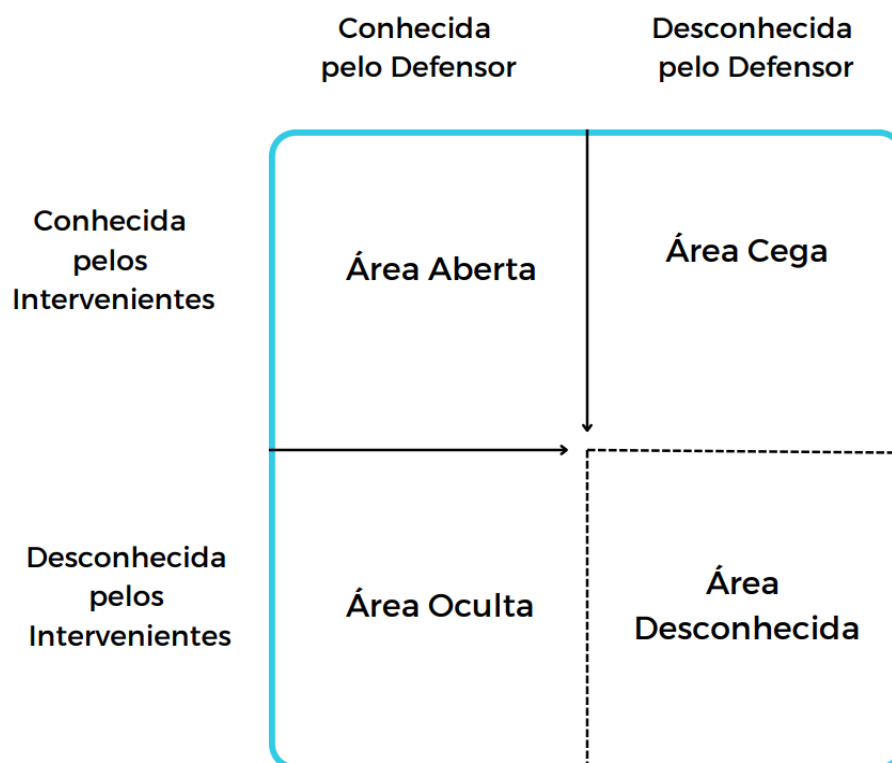 Conhecida
pelo Defensor
Desconhecida
pelo Defensor
Conhecida
pelos
Intervenientes
Área Aberta
Área Cega
Desconhecida
pelos
Intervenientes
Área Oculta
Área
Desconhecida